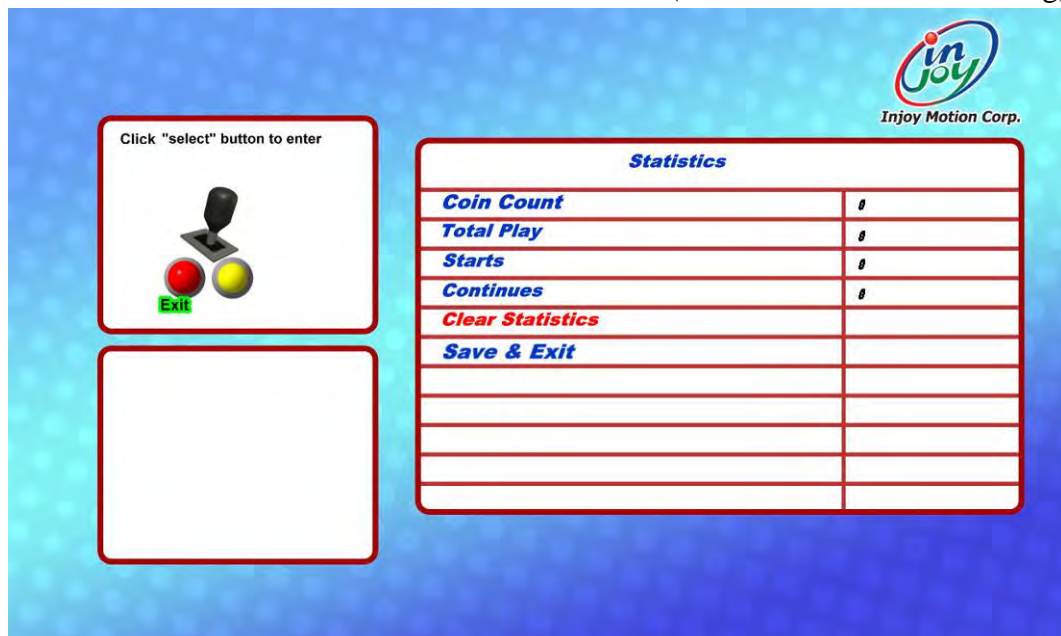 in
joy
Injoy Motion Corp.
Click "select" button to enter
Exit
Statistics
Coin Count 0
Total Play 0
Starts 0
Continues 0
Clear Statistics
Save & Exit